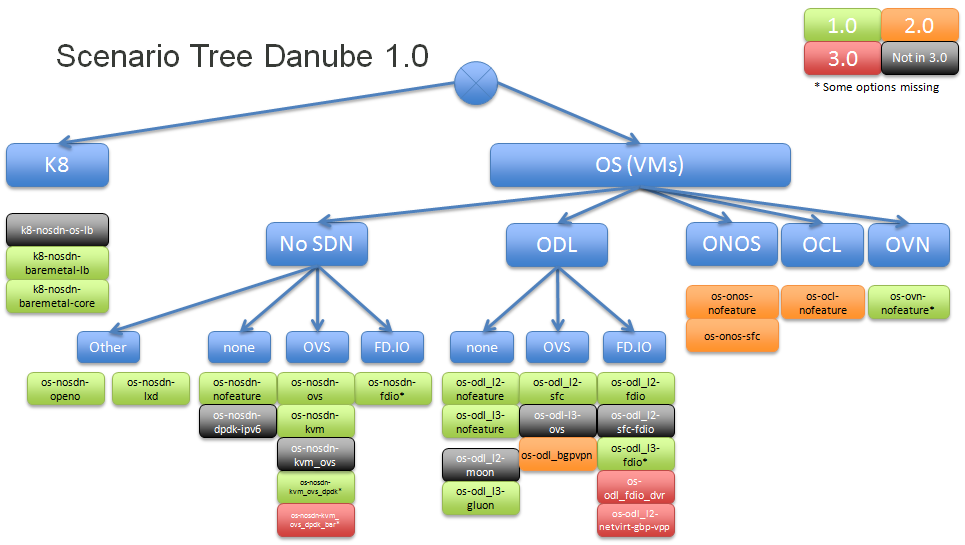 Scenario Tree Danube 1.0
1.0
2.0
3.0
Not in 3.0
* Some options missing
K8
OS (VMs)
k8-nosdn-os-lb
k8-nosdn-
baremetal-lb
k8-nosdn-
baremetal-core
No SDN
ODL
ONOS
OCL
OVN
os-onos-
nofeature
os-onos-sfc
os-ocl-
nofeature
os-ovn-
nofeature*
Other
none
OVS
FD.IO
none
OVS
FD.IO
os-nosdn-
openo
os-nosdn-
lxd
os-nosdn-
nofeature
os-nosdn-
dpdk-ipv6
os-nosdn-
ovs
os-nosdn-
kvm
os-nosdn-
kvm_ovs
os-nosdn-
kvm_ovs_dpdk*
os-nosdn-kvm_
ovs_dpdk_bar*
os-nosdn-
fdio*
os-odl_l2-
nofeature
os-odl_l3-
nofeature
os-odl_l2-
moon
os-odl_l3-
gluon
os-odl_l2-
sfc
os-odl-l3-
ovs
os-odl_bgpvpn
os-odl_l2-
fdio
os-odl_l2-
sfc-fdio
os-odl_l3-
fdio*
os-
odl_fdio_dvr
os-odl_l2-
netvirt-gbp-vpp